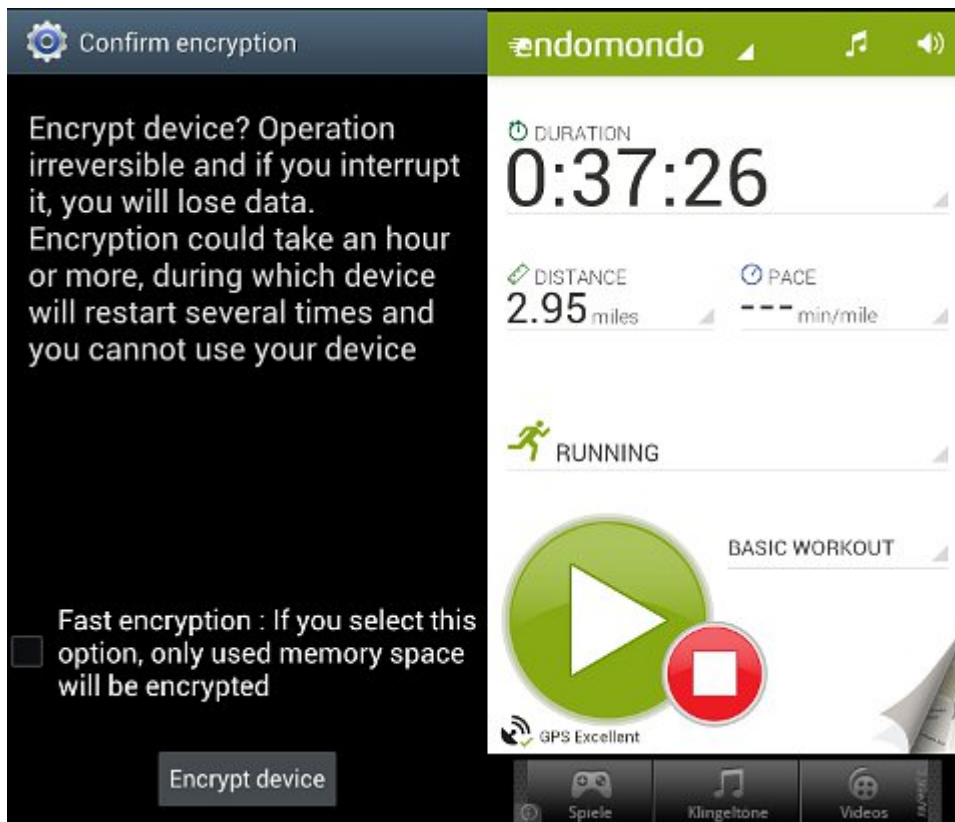 Confirm encryption
Encrypt device? Operation
irreversible and if you interrupt
it, you will lose data.
Encryption could take an hour
or more, during which device
will restart several times and
you cannot use your device
Fast encryption : If you select this
option, only used memory space
will be encrypted
Encrypt device
endomondo
DURATION
0:37:26
DISTANCE
2.95 miles
PACE
--- min/mile
RUNNING
BASIC WORKOUT
GPS Excellent
Spiele
Klingeltöne
Videos